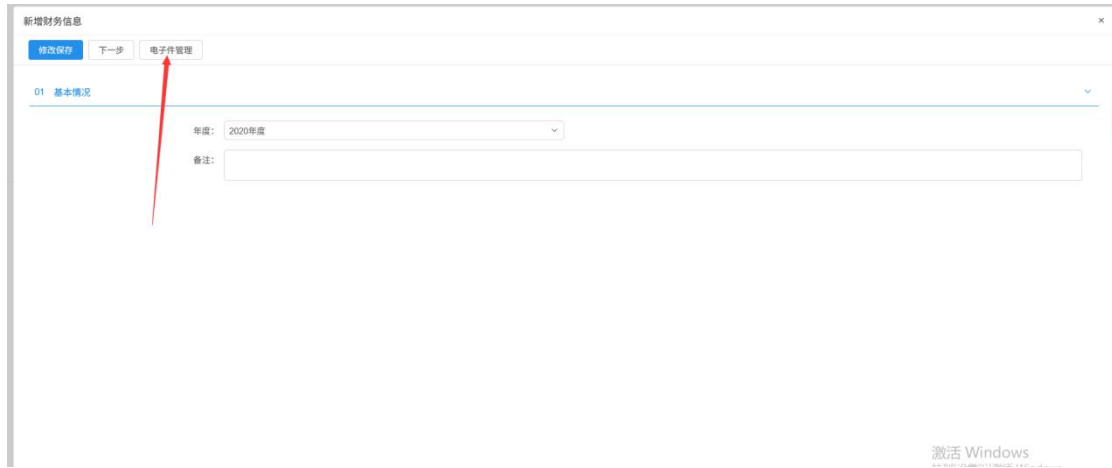 新增财务信息
×
修改保存 下一步 电子件管理
01 基本情况
年度： 2020年度
备注：
激活 Windows